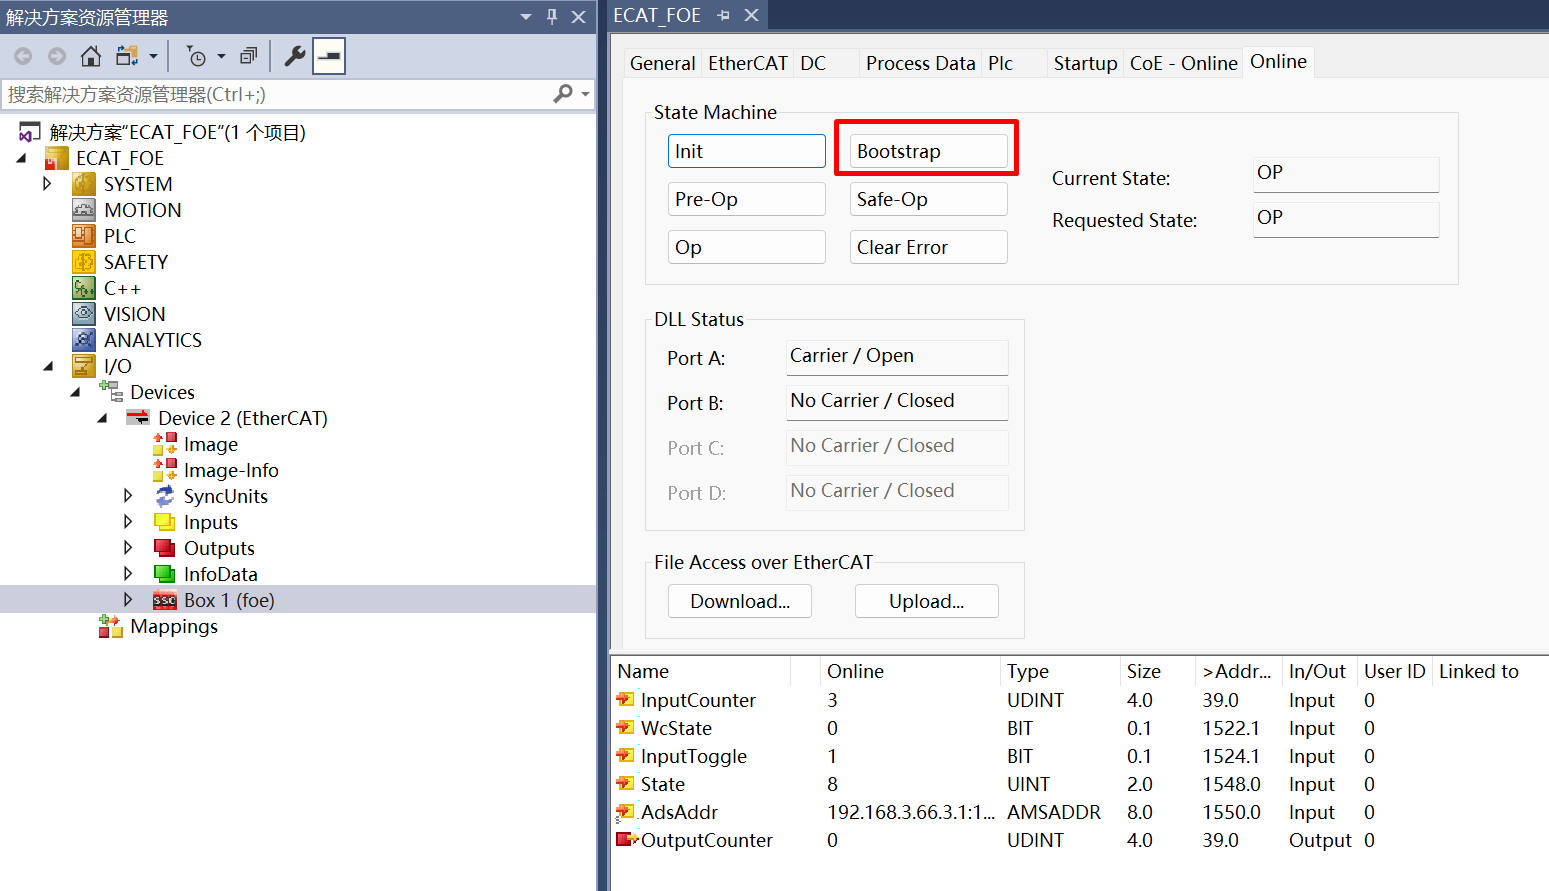 解决方案资源管理器
搜索解决方案资源管理器(Ctrl+;)
解决方案"ECAT_FOE"(1 个项目)
ECAT_FOE
SYSTEM
MOTION
PLC
SAFETY
C++
VISION
ANALYTICS
I/O
Devices
Device 2 (EtherCAT)
Image
Image-Info
SyncUnits
Inputs
Outputs
InfoData
Box 1 (foe)
Mappings
ECAT_FOE
General EtherCAT DC Process Data Plc Startup CoE - Online Online
State Machine
Init Bootstrap
Pre-Op Safe-Op
Op Clear Error
Current State: OP
Requested State: OP
DLL Status
Port A: Carrier / Open
Port B: No Carrier / Closed
Port C: No Carrier / Closed
Port D: No Carrier / Closed
File Access over EtherCAT
Download... Upload...
Name Online Type Size >Addr... In/Out User ID Linked to
InputCounter 3 UDINT 4.0 39.0 Input 0
WcState 0 BIT 0.1 1522.1 Input 0
InputToggle 1 BIT 0.1 1524.1 Input 0
State 8 UINT 2.0 1548.0 Input 0
AdsAddr 192.168.3.66.3.1:1... AMSADDR 8.0 1550.0 Input 0
OutputCounter 0 UDINT 4.0 39.0 Output 0